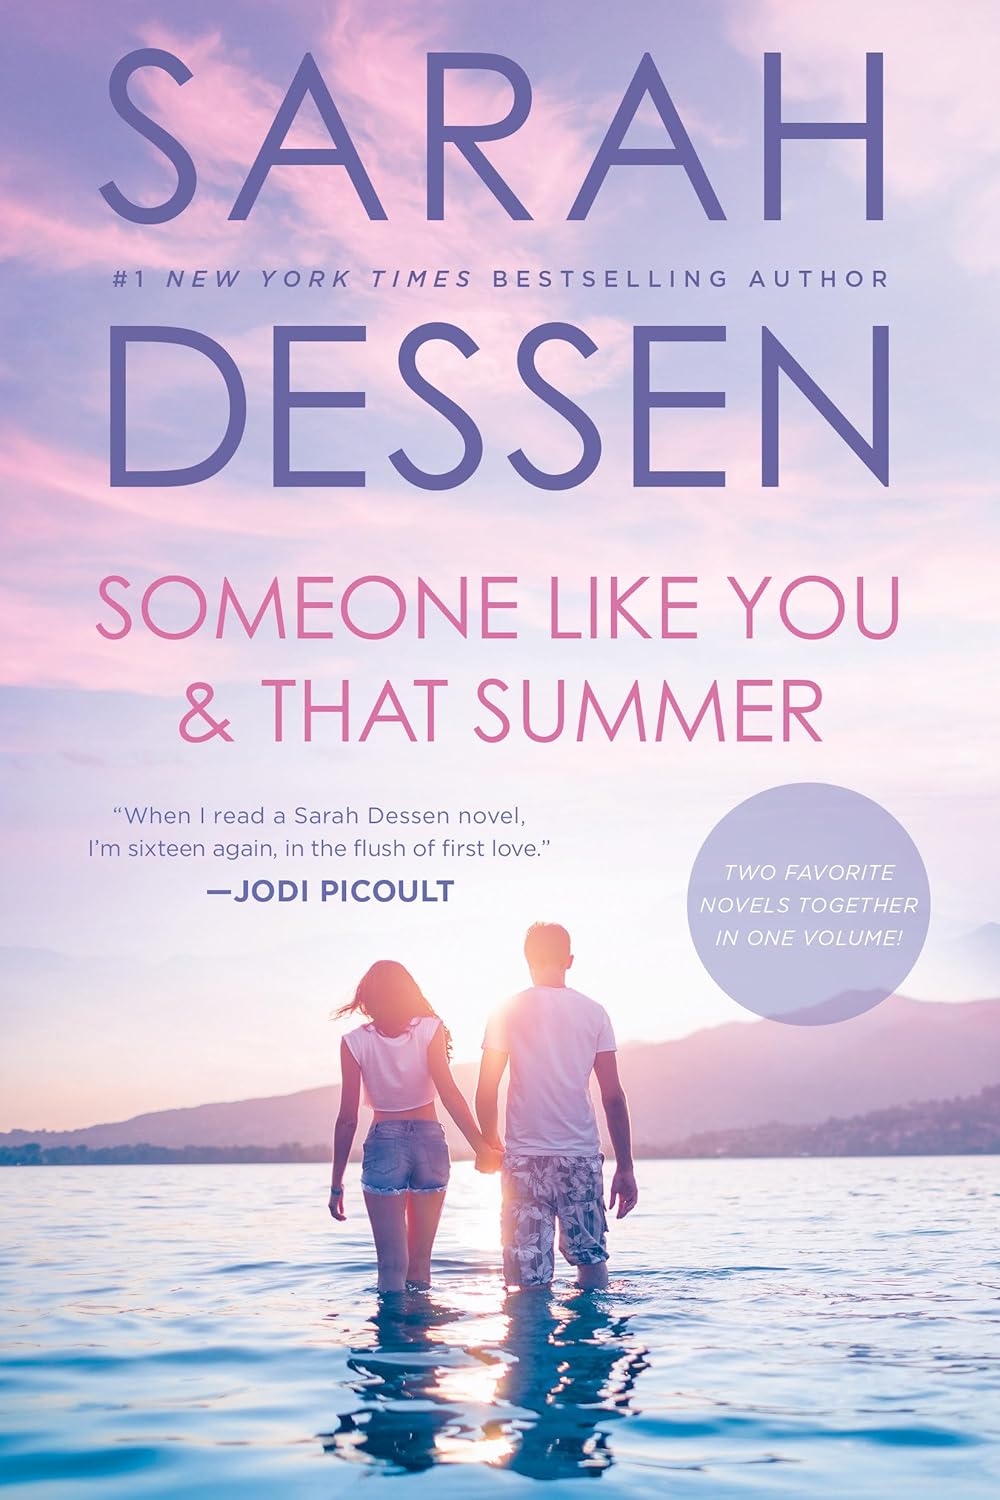 SARAH
#1 NEW YORK TIMES BESTSELLING AUTHOR
DESSEN
SOMEONE LIKE YOU
& THAT SUMMER
“When I read a Sarah Dessen novel,
I’m sixteen again, in the flush of first love.”
—JODI PICOULT
TWO FAVORITE
NOVELS TOGETHER
IN ONE VOLUME!